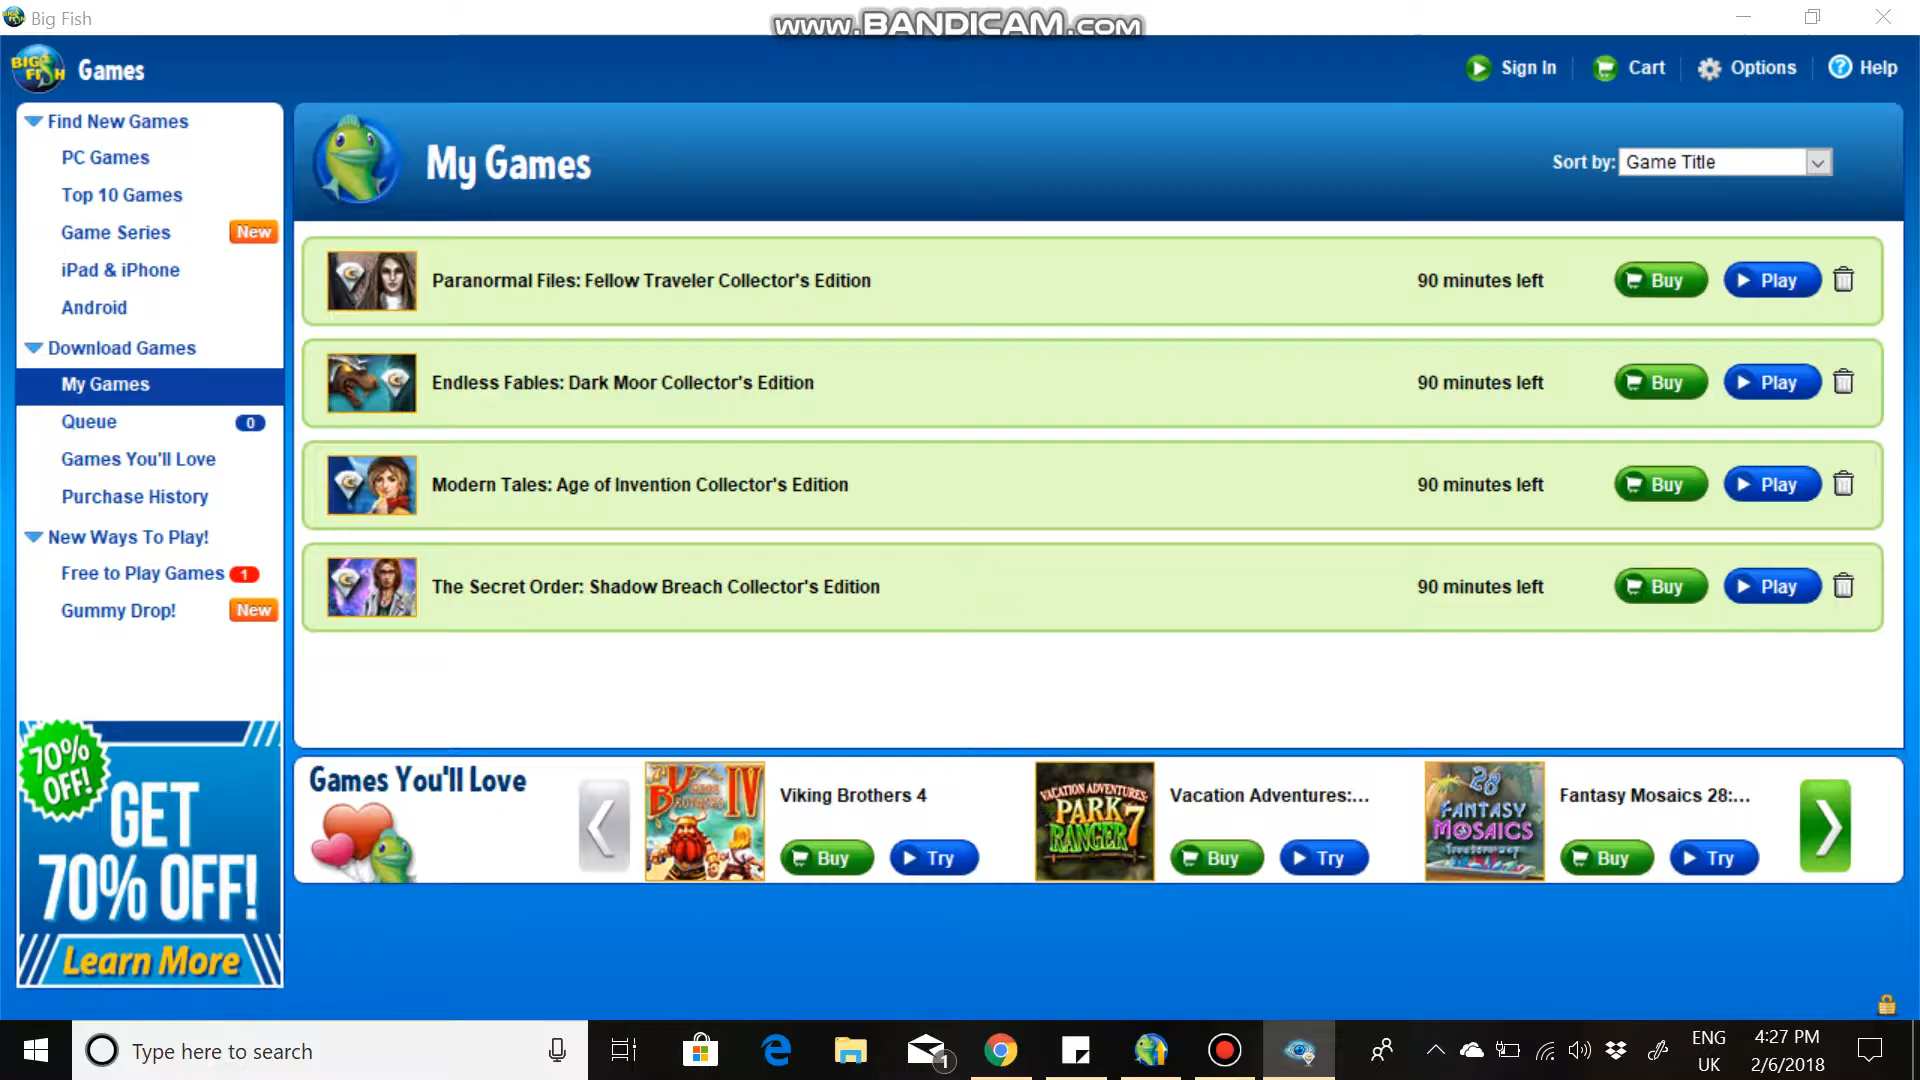 Big Fish
www.BANDICAM.com
BIG FISH Games
Sign In
Cart
Options
Help
Find New Games
PC Games
Top 10 Games
Game Series New
iPad & iPhone
Android
Download Games
My Games
Queue 0
Games You'll Love
Purchase History
New Ways To Play!
Free to Play Games 1
Gummy Drop! New
70% OFF!
GET
70% OFF!
Learn More
My Games
Sort by: Game Title
Paranormal Files: Fellow Traveler Collector's Edition 90 minutes left Buy Play
Endless Fables: Dark Moor Collector's Edition 90 minutes left Buy Play
Modern Tales: Age of Invention Collector's Edition 90 minutes left Buy Play
The Secret Order: Shadow Breach Collector's Edition 90 minutes left Buy Play
Games You'll Love
Viking Brothers 4
Buy Try
VACATION ADVENTURES:
PARK
RANGER 7
Vacation Adventures:...
Buy Try
28
FANTASY
MOSAICS
Fantasy Mosaics 28:...
Buy Try
Type here to search
1
ENG
UK
4:27 PM
2/6/2018